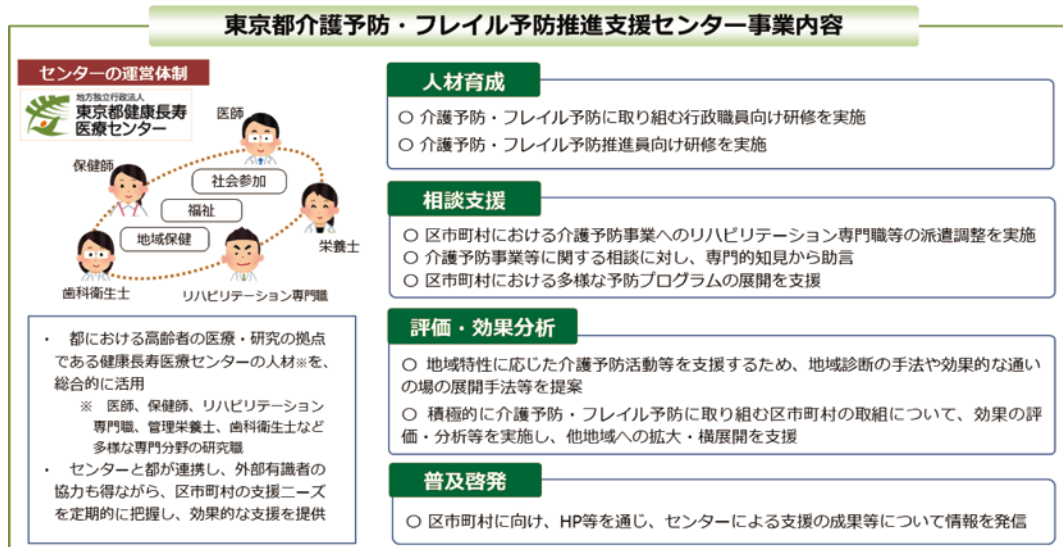 東京都介護予防・フレイル予防推進支援センター事業内容
センターの運営体制
地方独立行政法人
東京都健康長寿
医療センター
医師
保健師
社会参加
福祉
地域保健
栄養士
歯科衛生士
リハビリテーション専門職
・ 都における高齢者の医療・研究の拠点
である健康長寿医療センターの人材※を、
総合的に活用
※ 医師、保健師、リハビリテーション
専門職、管理栄養士、歯科衛生士など
多様な専門分野の研究職
・ センターと都が連携し、外部有識者の
協力も得ながら、区市町村の支援ニーズ
を定期的に把握し、効果的な支援を提供
人材育成
○ 介護予防・フレイル予防に取り組む行政職員向け研修を実施
○ 介護予防・フレイル予防推進員向け研修を実施
相談支援
○ 区市町村における介護予防事業へのリハビリテーション専門職等の派遣調整を実施
○ 介護予防事業等に関する相談に対し、専門的知見から助言
○ 区市町村における多様な予防プログラムの展開を支援
評価・効果分析
○ 地域特性に応じた介護予防活動等を支援するため、地域診断の手法や効果的な通い
の場の展開手法等を提案
○ 積極的に介護予防・フレイル予防に取り組む区市町村の取組について、効果の評
価・分析等を実施し、他地域への拡大・横展開を支援
普及啓発
○ 区市町村に向け、HP等を通じ、センターによる支援の成果等について情報を発信